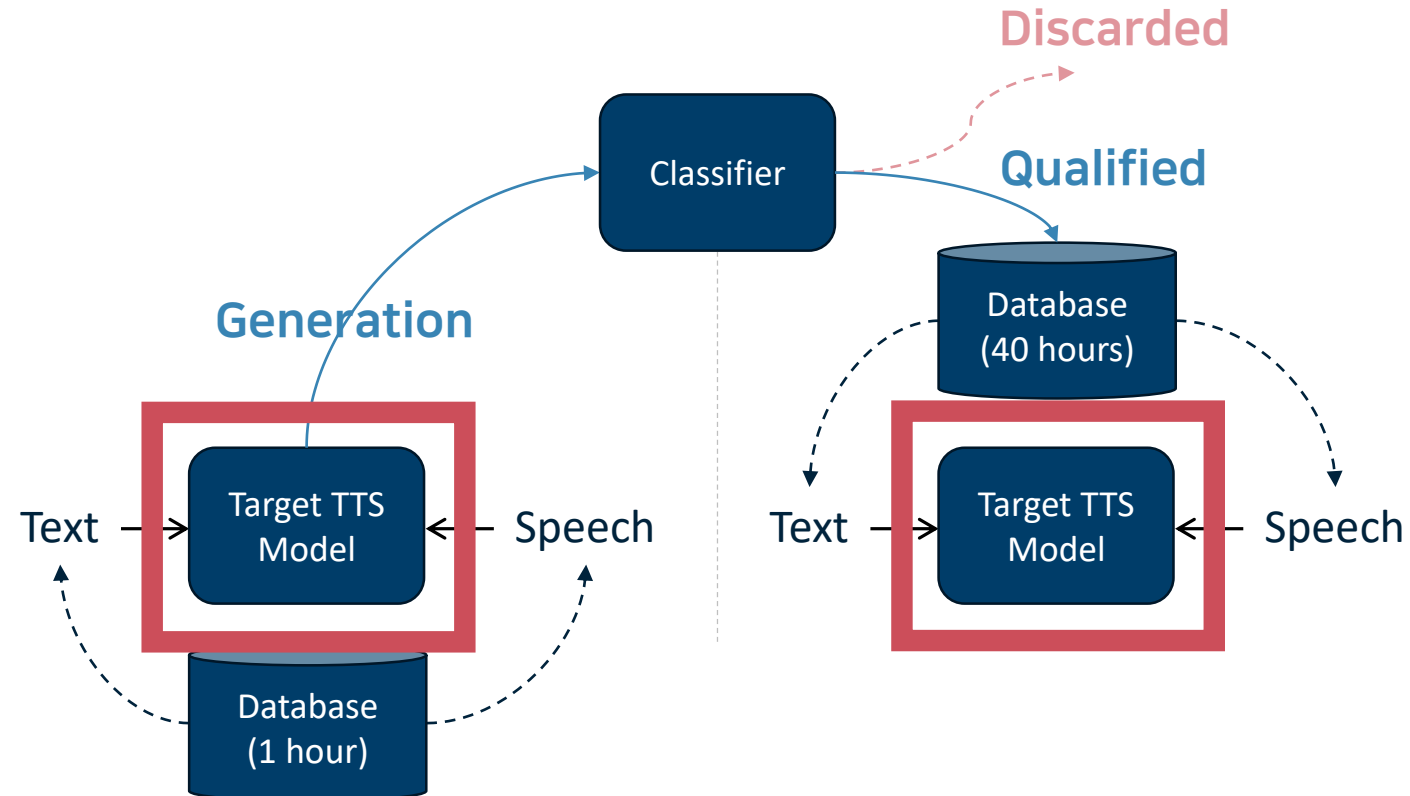 Discarded
Classifier
Qualified
Generation
Database
(40 hours)
Text
Target TTS
Model
Speech
Text
Target TTS
Model
Speech
Database
(1 hour)